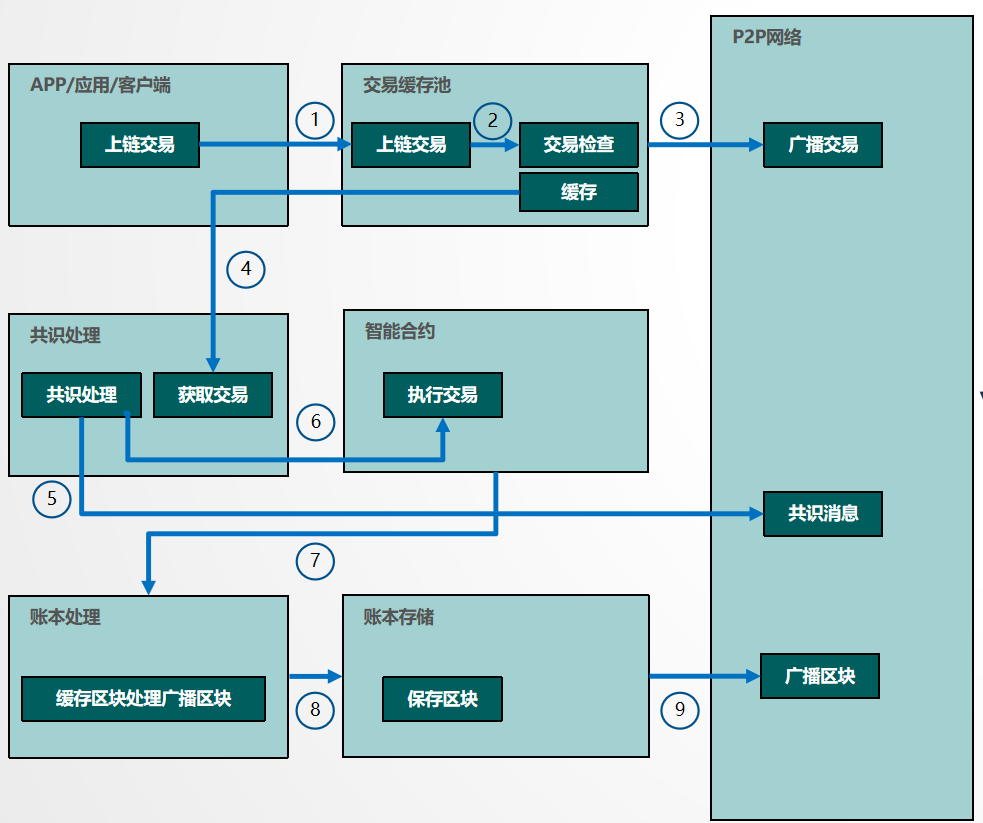 P2P网络
APP/应用/客户端
交易缓存池
1
2
3
上链交易
上链交易
交易检查
广播交易
缓存
4
共识处理
智能合约
共识处理
获取交易
执行交易
6
5
共识消息
7
账本处理
账本存储
缓存区块处理广播区块
保存区块
广播区块
8
9